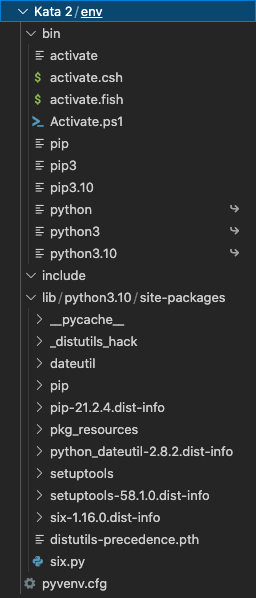 Kata 2 / env
bin
activate
activate.csh
activate.fish
Activate.ps1
pip
pip3
pip3.10
python
python3
python3.10
include
lib / python3.10 / site-packages
__pycache__
_distutils_hack
dateutil
pip
pip-21.2.4.dist-info
pkg_resources
python_dateutil-2.8.2.dist-info
setuptools
setuptools-58.1.0.dist-info
six-1.16.0.dist-info
distutils-precedence.pth
six.py
pyvenv.cfg